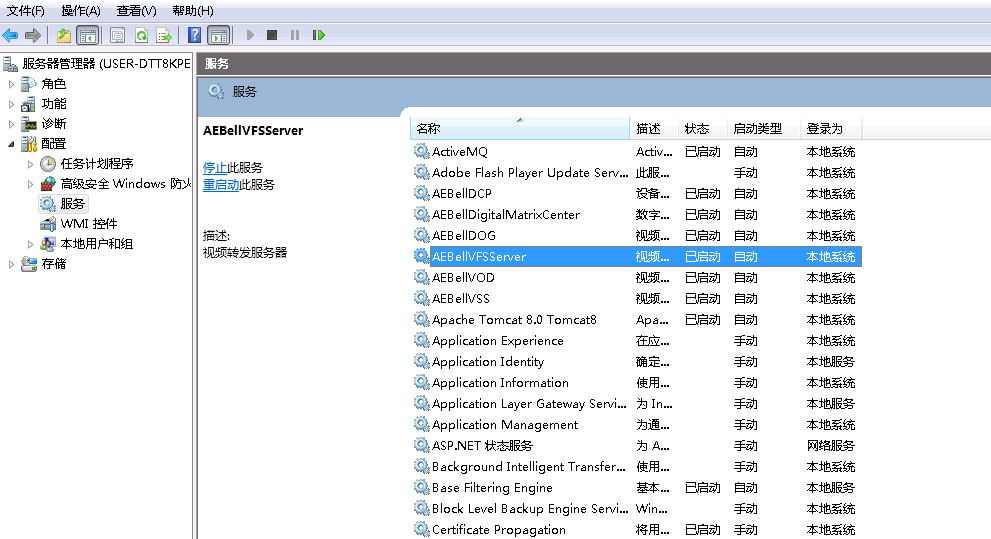 文件(F) 操作(A) 查看(V) 帮助(H)
服务器管理器 (USER-DTT8KPE
角色
功能
诊断
配置
任务计划程序
高级安全 Windows 防火
服务
WMI 控件
本地用户和组
存储
服务
服务
AEBellVFSServer
停止此服务
重启动此服务
描述:
视频转发服务器
名称 描述 状态 启动类型 登录为
ActiveMQ Activ... 已启动 自动 本地系统
Adobe Flash Player Update Serv... 此服... 手动 本地系统
AEBellDCP 设备... 已启动 自动 本地系统
AEBellDigitalMatrixCenter 数字... 已启动 自动 本地系统
AEBellDOG 视频... 已启动 自动 本地系统
AEBellVFSServer 视频... 已启动 自动 本地系统
AEBellVOD 视频... 已启动 自动 本地系统
AEBellVSS 视频... 已启动 自动 本地系统
Apache Tomcat 8.0 Tomcat8 Apa... 已启动 自动 本地系统
Application Experience 在应... 手动 本地系统
Application Identity 确定... 手动 本地服务
Application Information 使用... 手动 本地系统
Application Layer Gateway Servi... 为 In... 手动 本地服务
Application Management 为通... 手动 本地系统
ASP.NET 状态服务 为 A... 手动 网络服务
Background Intelligent Transfer... 使用... 手动 本地系统
Base Filtering Engine 基本... 已启动 自动 本地服务
Block Level Backup Engine Servi... Win... 手动 本地系统
Certificate Propagation 将用... 已启动 手动 本地系统